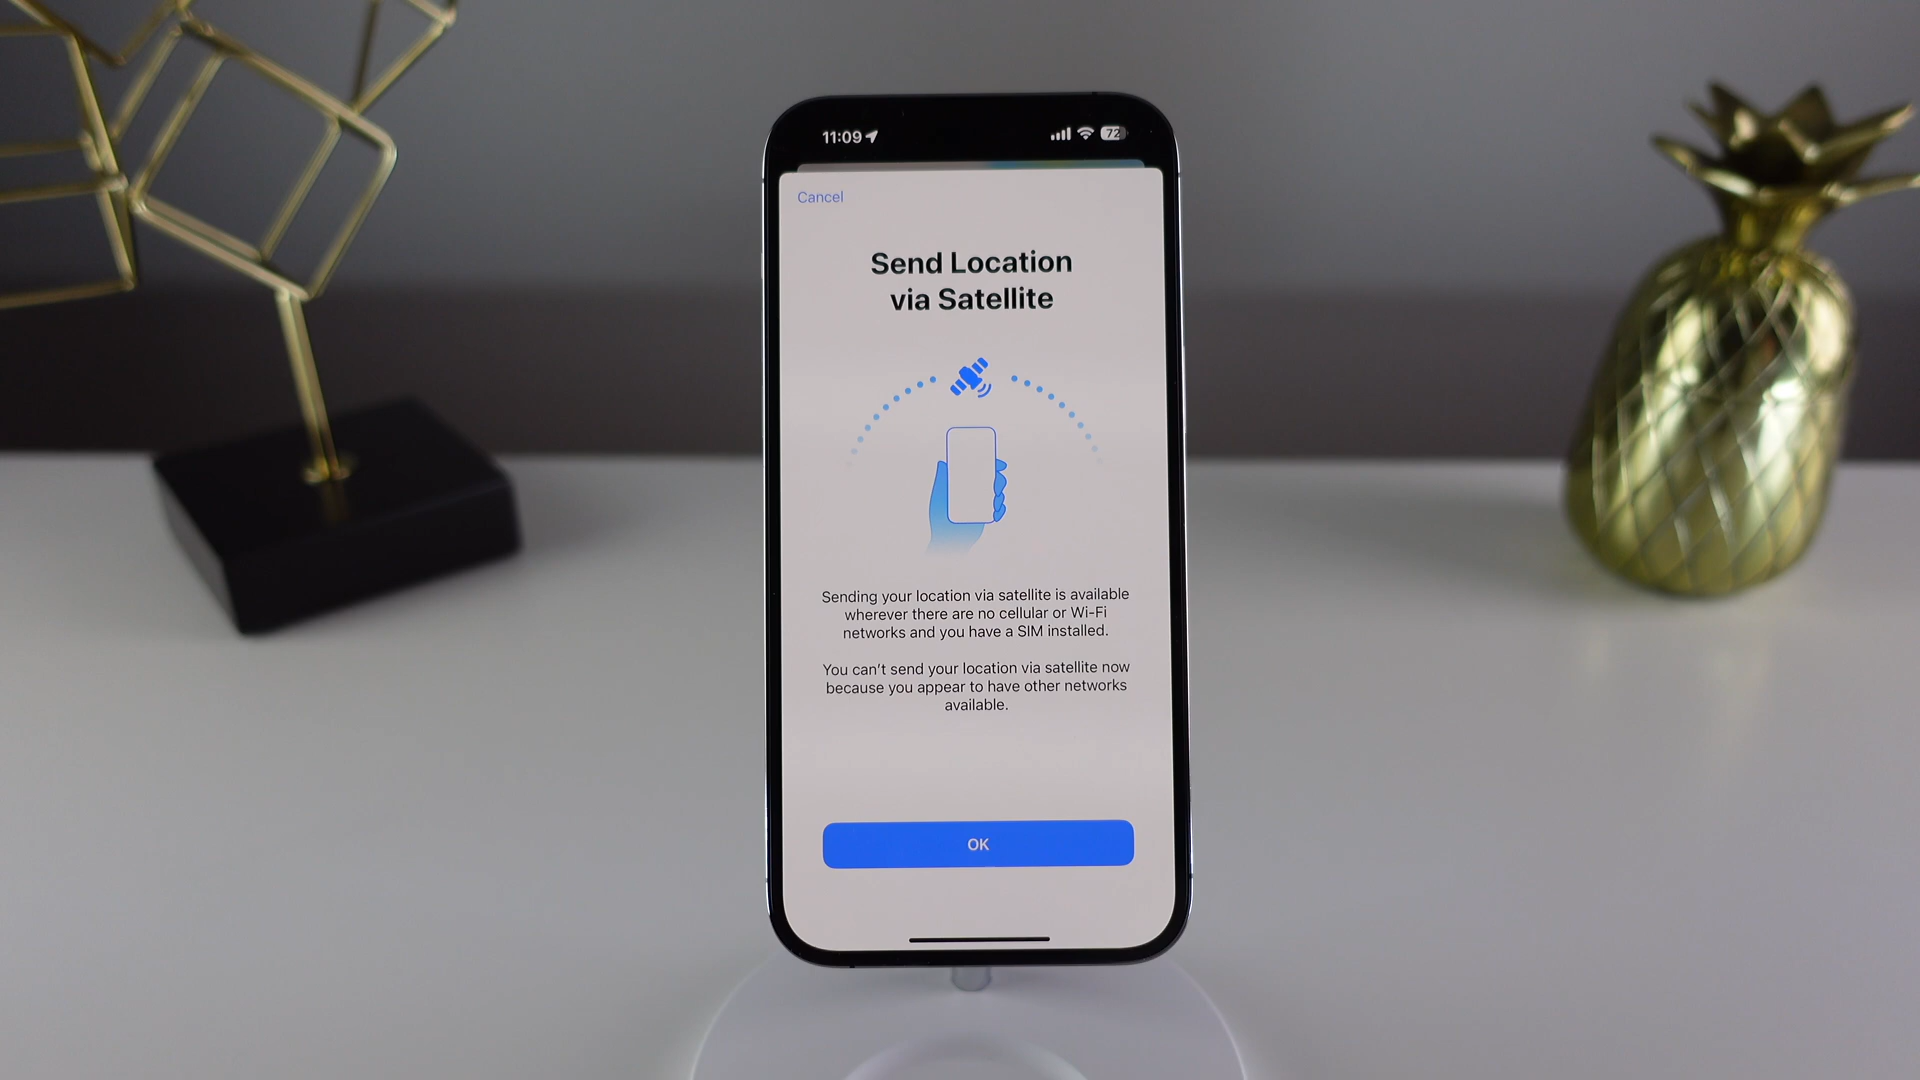 11:09
72
Cancel
Send Location
via Satellite
Sending your location via satellite is available
wherever there are no cellular or Wi-Fi
networks and you have a SIM installed.
You can’t send your location via satellite now
because you appear to have other networks
available.
OK